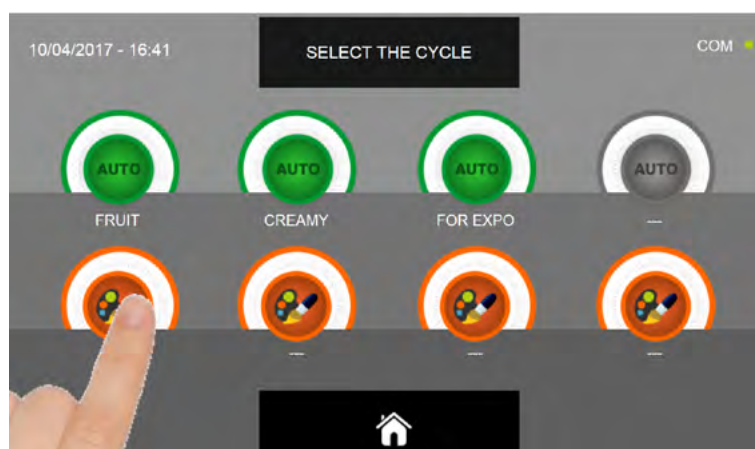 10/04/2017 - 16:41
SELECT THE CYCLE
COM
AUTO
AUTO
AUTO
AUTO
FRUIT
CREAMY
FOR EXPO
---
---
---
---